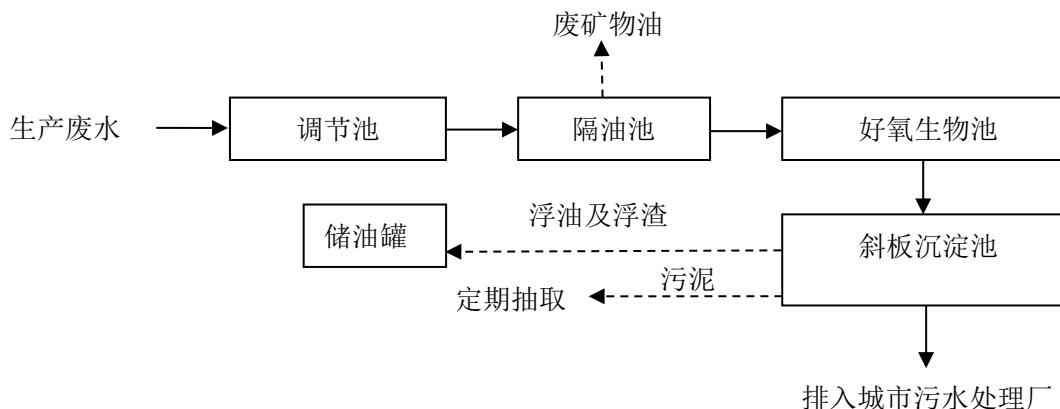 废矿物油
生产废水
调节池
隔油池
好氧生物池
储油罐
浮油及浮渣
斜板沉淀池
污泥
定期抽取
排入城市污水处理厂